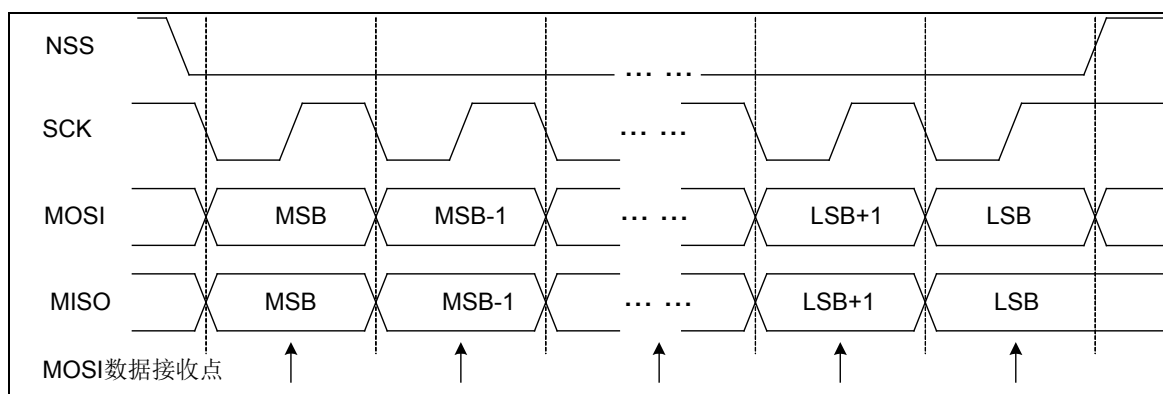 NSS ... ...
SCK ... ...
MOSI MSB MSB-1 ... ... LSB+1 LSB
MISO MSB MSB-1 ... ... LSB+1 LSB
MOSI数据接收点